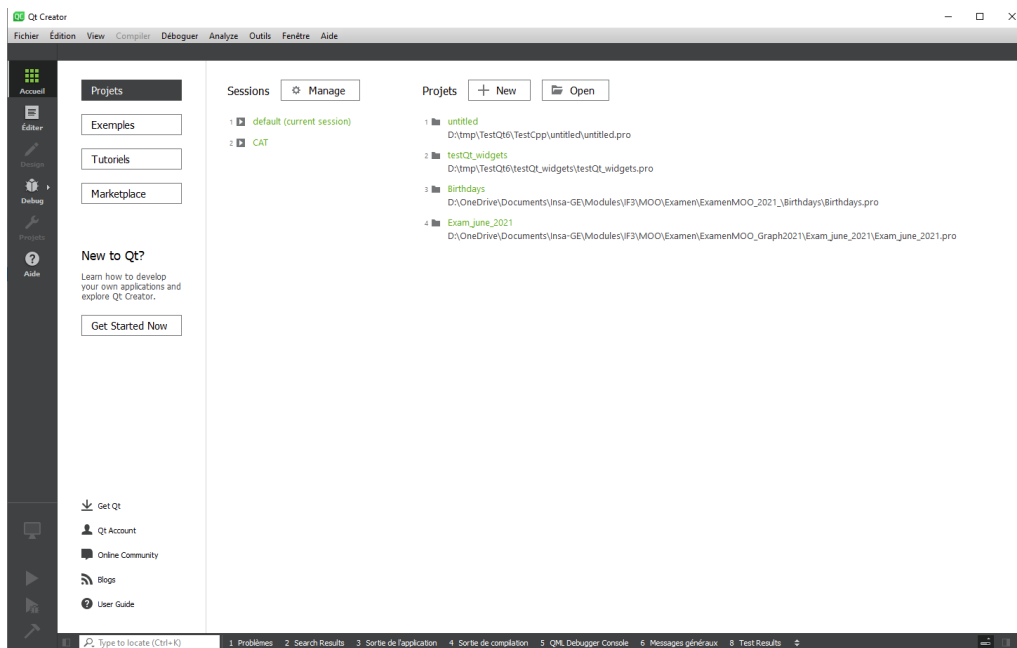 QC Qt Creator
Fichier Édition View Compiler Déboguer Analyze Outils Fenêtre Aide
Accueil
Éditer
Design
Debug
Projets
Aide
Projets
Exemples
Tutoriels
Marketplace
New to Qt?
Learn how to develop
your own applications and
explore Qt Creator.
Get Started Now
Get Qt
Qt Account
Online Community
Blogs
User Guide
Sessions Manage
1 default (current session)
2 CAT
Projets + New Open
1 untitled
D:\tmp\TestQt6\TestCpp\untitled\untitled.pro
2 testQt_widgets
D:\tmp\TestQt6\testQt_widgets\testQt_widgets.pro
3 Birthdays
D:\OneDrive\Documents\Insa-GE\Modules\IF3\MOO\Examen\ExamenMOO_2021_\Birthdays\Birthdays.pro
4 Exam_june_2021
D:\OneDrive\Documents\Insa-GE\Modules\IF3\MOO\Examen\ExamenMOO_Graph2021\Exam_june_2021\Exam_june_2021.pro
Type to locate (Ctrl+K) 1 Problèmes 2 Search Results 3 Sortie de l'application 4 Sortie de compilation 5 QML Debugger Console 6 Messages généraux 8 Test Results